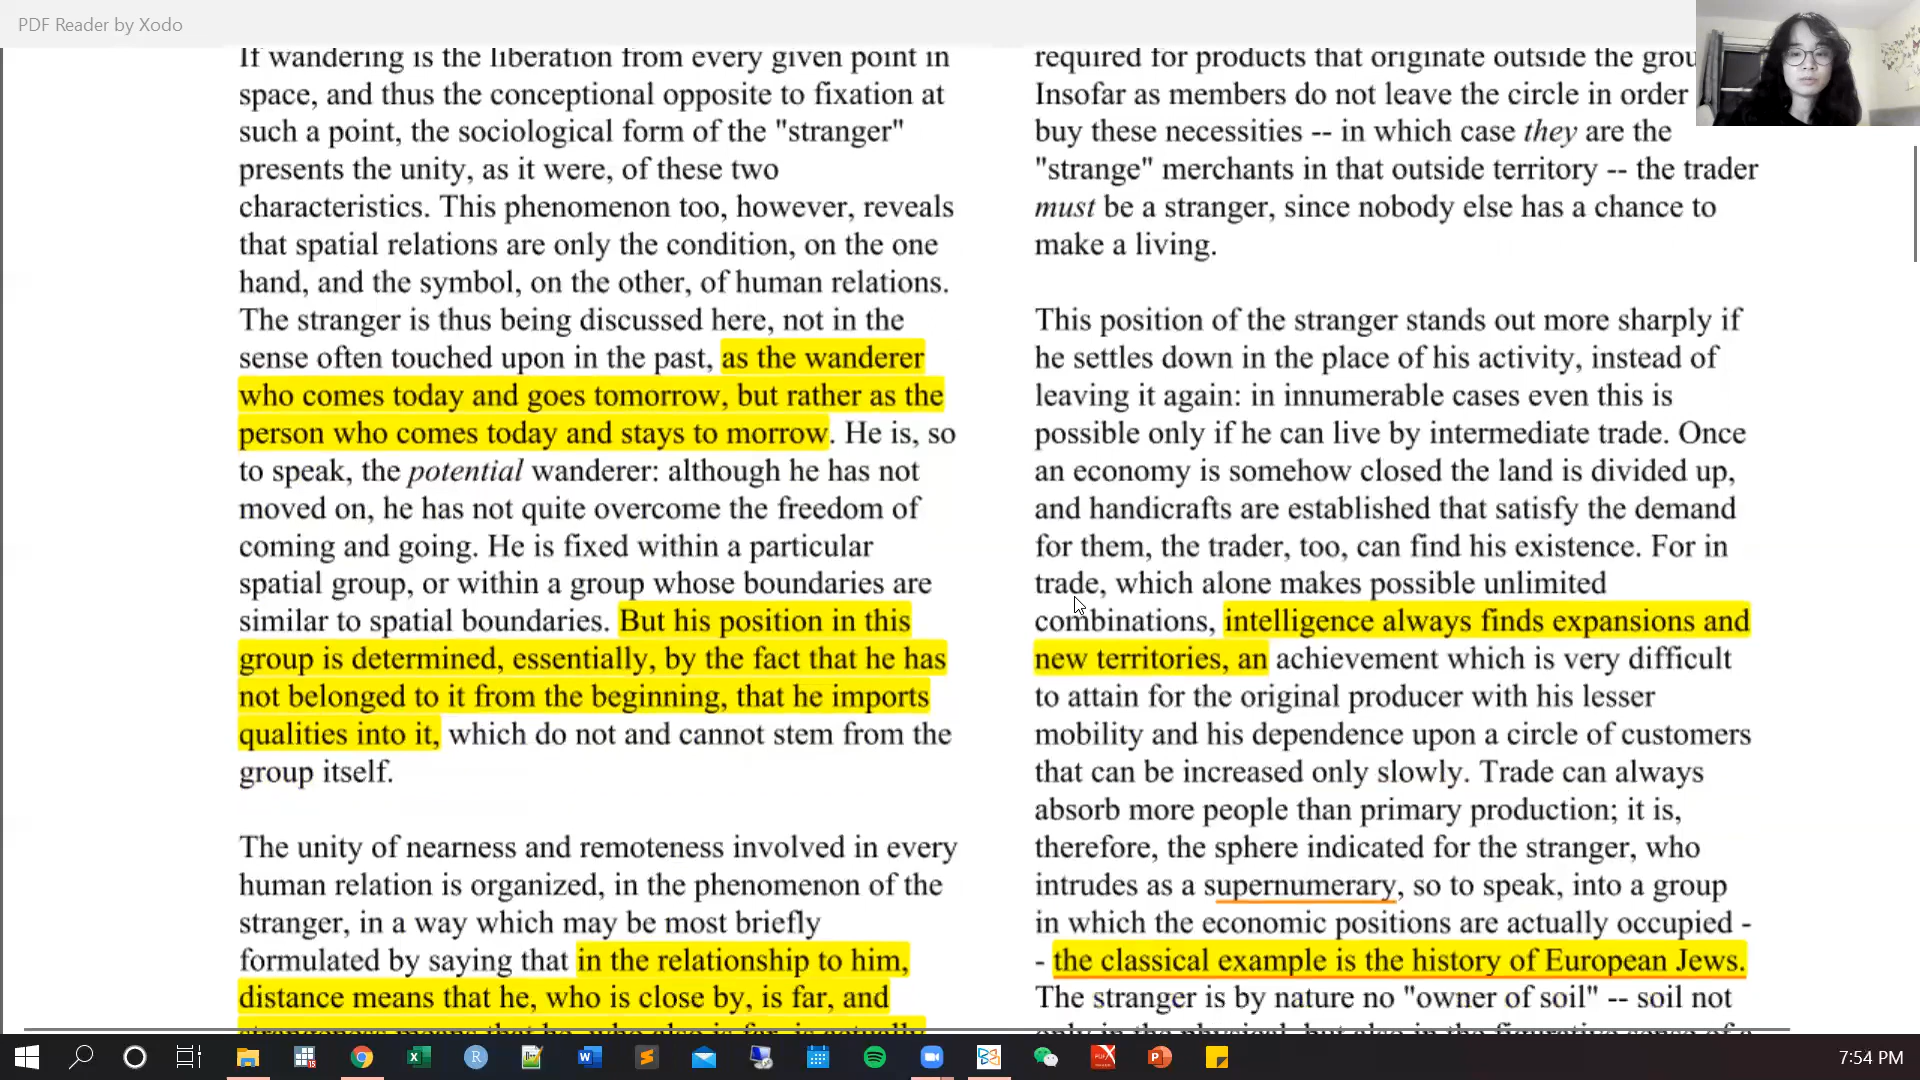 PDF Reader by Xodo
If wandering is the liberation from every given point in
space, and thus the conceptional opposite to fixation at
such a point, the sociological form of the "stranger"
presents the unity, as it were, of these two
characteristics. This phenomenon too, however, reveals
that spatial relations are only the condition, on the one
hand, and the symbol, on the other, of human relations.
The stranger is thus being discussed here, not in the
sense often touched upon in the past, as the wanderer
who comes today and goes tomorrow, but rather as the
person who comes today and stays to morrow. He is, so
to speak, the potential wanderer: although he has not
moved on, he has not quite overcome the freedom of
coming and going. He is fixed within a particular
spatial group, or within a group whose boundaries are
similar to spatial boundaries. But his position in this
group is determined, essentially, by the fact that he has
not belonged to it from the beginning, that he imports
qualities into it, which do not and cannot stem from the
group itself.
The unity of nearness and remoteness involved in every
human relation is organized, in the phenomenon of the
stranger, in a way which may be most briefly
formulated by saying that in the relationship to him,
distance means that he, who is close by, is far, and
strangeness means that he, who also is far, is actually
required for products that originate outside the grou
Insofar as members do not leave the circle in order
buy these necessities -- in which case they are the
"strange" merchants in that outside territory -- the trader
must be a stranger, since nobody else has a chance to
make a living.
This position of the stranger stands out more sharply if
he settles down in the place of his activity, instead of
leaving it again: in innumerable cases even this is
possible only if he can live by intermediate trade. Once
an economy is somehow closed the land is divided up,
and handicrafts are established that satisfy the demand
for them, the trader, too, can find his existence. For in
trade, which alone makes possible unlimited
combinations, intelligence always finds expansions and
new territories, an achievement which is very difficult
to attain for the original producer with his lesser
mobility and his dependence upon a circle of customers
that can be increased only slowly. Trade can always
absorb more people than primary production; it is,
therefore, the sphere indicated for the stranger, who
intrudes as a supernumerary, so to speak, into a group
in which the economic positions are actually occupied -
- the classical example is the history of European Jews.
The stranger is by nature no "owner of soil" -- soil not
only in the physical, but also in the figurative sense of a
7:54 PM